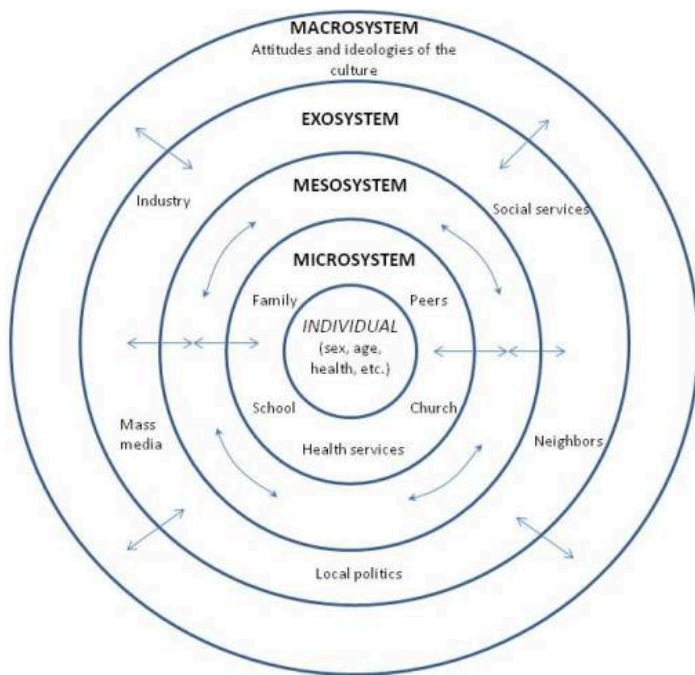 MACROSYSTEM
Attitudes and ideologies of the
culture
EXOSYSTEM
MESOSYSTEM
Industry
Social services
MICROSYSTEM
Family
Peers
INDIVIDUAL
(sex, age,
health, etc.)
School
Church
Mass
media
Health services
Neighbors
Local politics